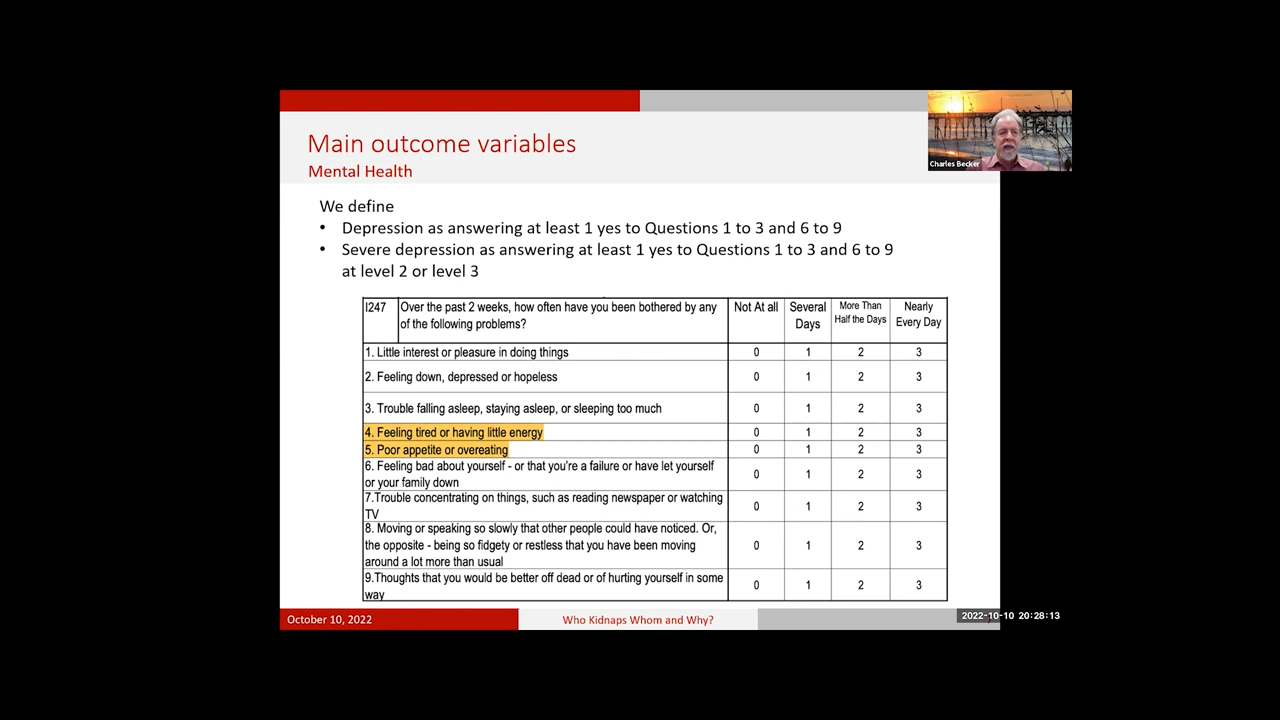 Main outcome variables
Mental Health
Charles Becker
We define
• Depression as answering at least 1 yes to Questions 1 to 3 and 6 to 9
• Severe depression as answering at least 1 yes to Questions 1 to 3 and 6 to 9
at level 2 or level 3
I247 Over the past 2 weeks, how often have you been bothered by any of the following problems? Not At all Several Days More Than Half the Days Nearly Every Day
1. Little interest or pleasure in doing things 0 1 2 3
2. Feeling down, depressed or hopeless 0 1 2 3
3. Trouble falling asleep, staying asleep, or sleeping too much 0 1 2 3
4. Feeling tired or having little energy 0 1 2 3
5. Poor appetite or overeating 0 1 2 3
6. Feeling bad about yourself - or that you're a failure or have let yourself
or your family down 0 1 2 3
7.Trouble concentrating on things, such as reading newspaper or watching
TV 0 1 2 3
8. Moving or speaking so slowly that other people could have noticed. Or,
the opposite - being so fidgety or restless that you have been moving
around a lot more than usual 0 1 2 3
9.Thoughts that you would be better off dead or of hurting yourself in some
way 0 1 2 3
October 10, 2022 Who Kidnaps Whom and Why? 2022-10-10 20:28:13